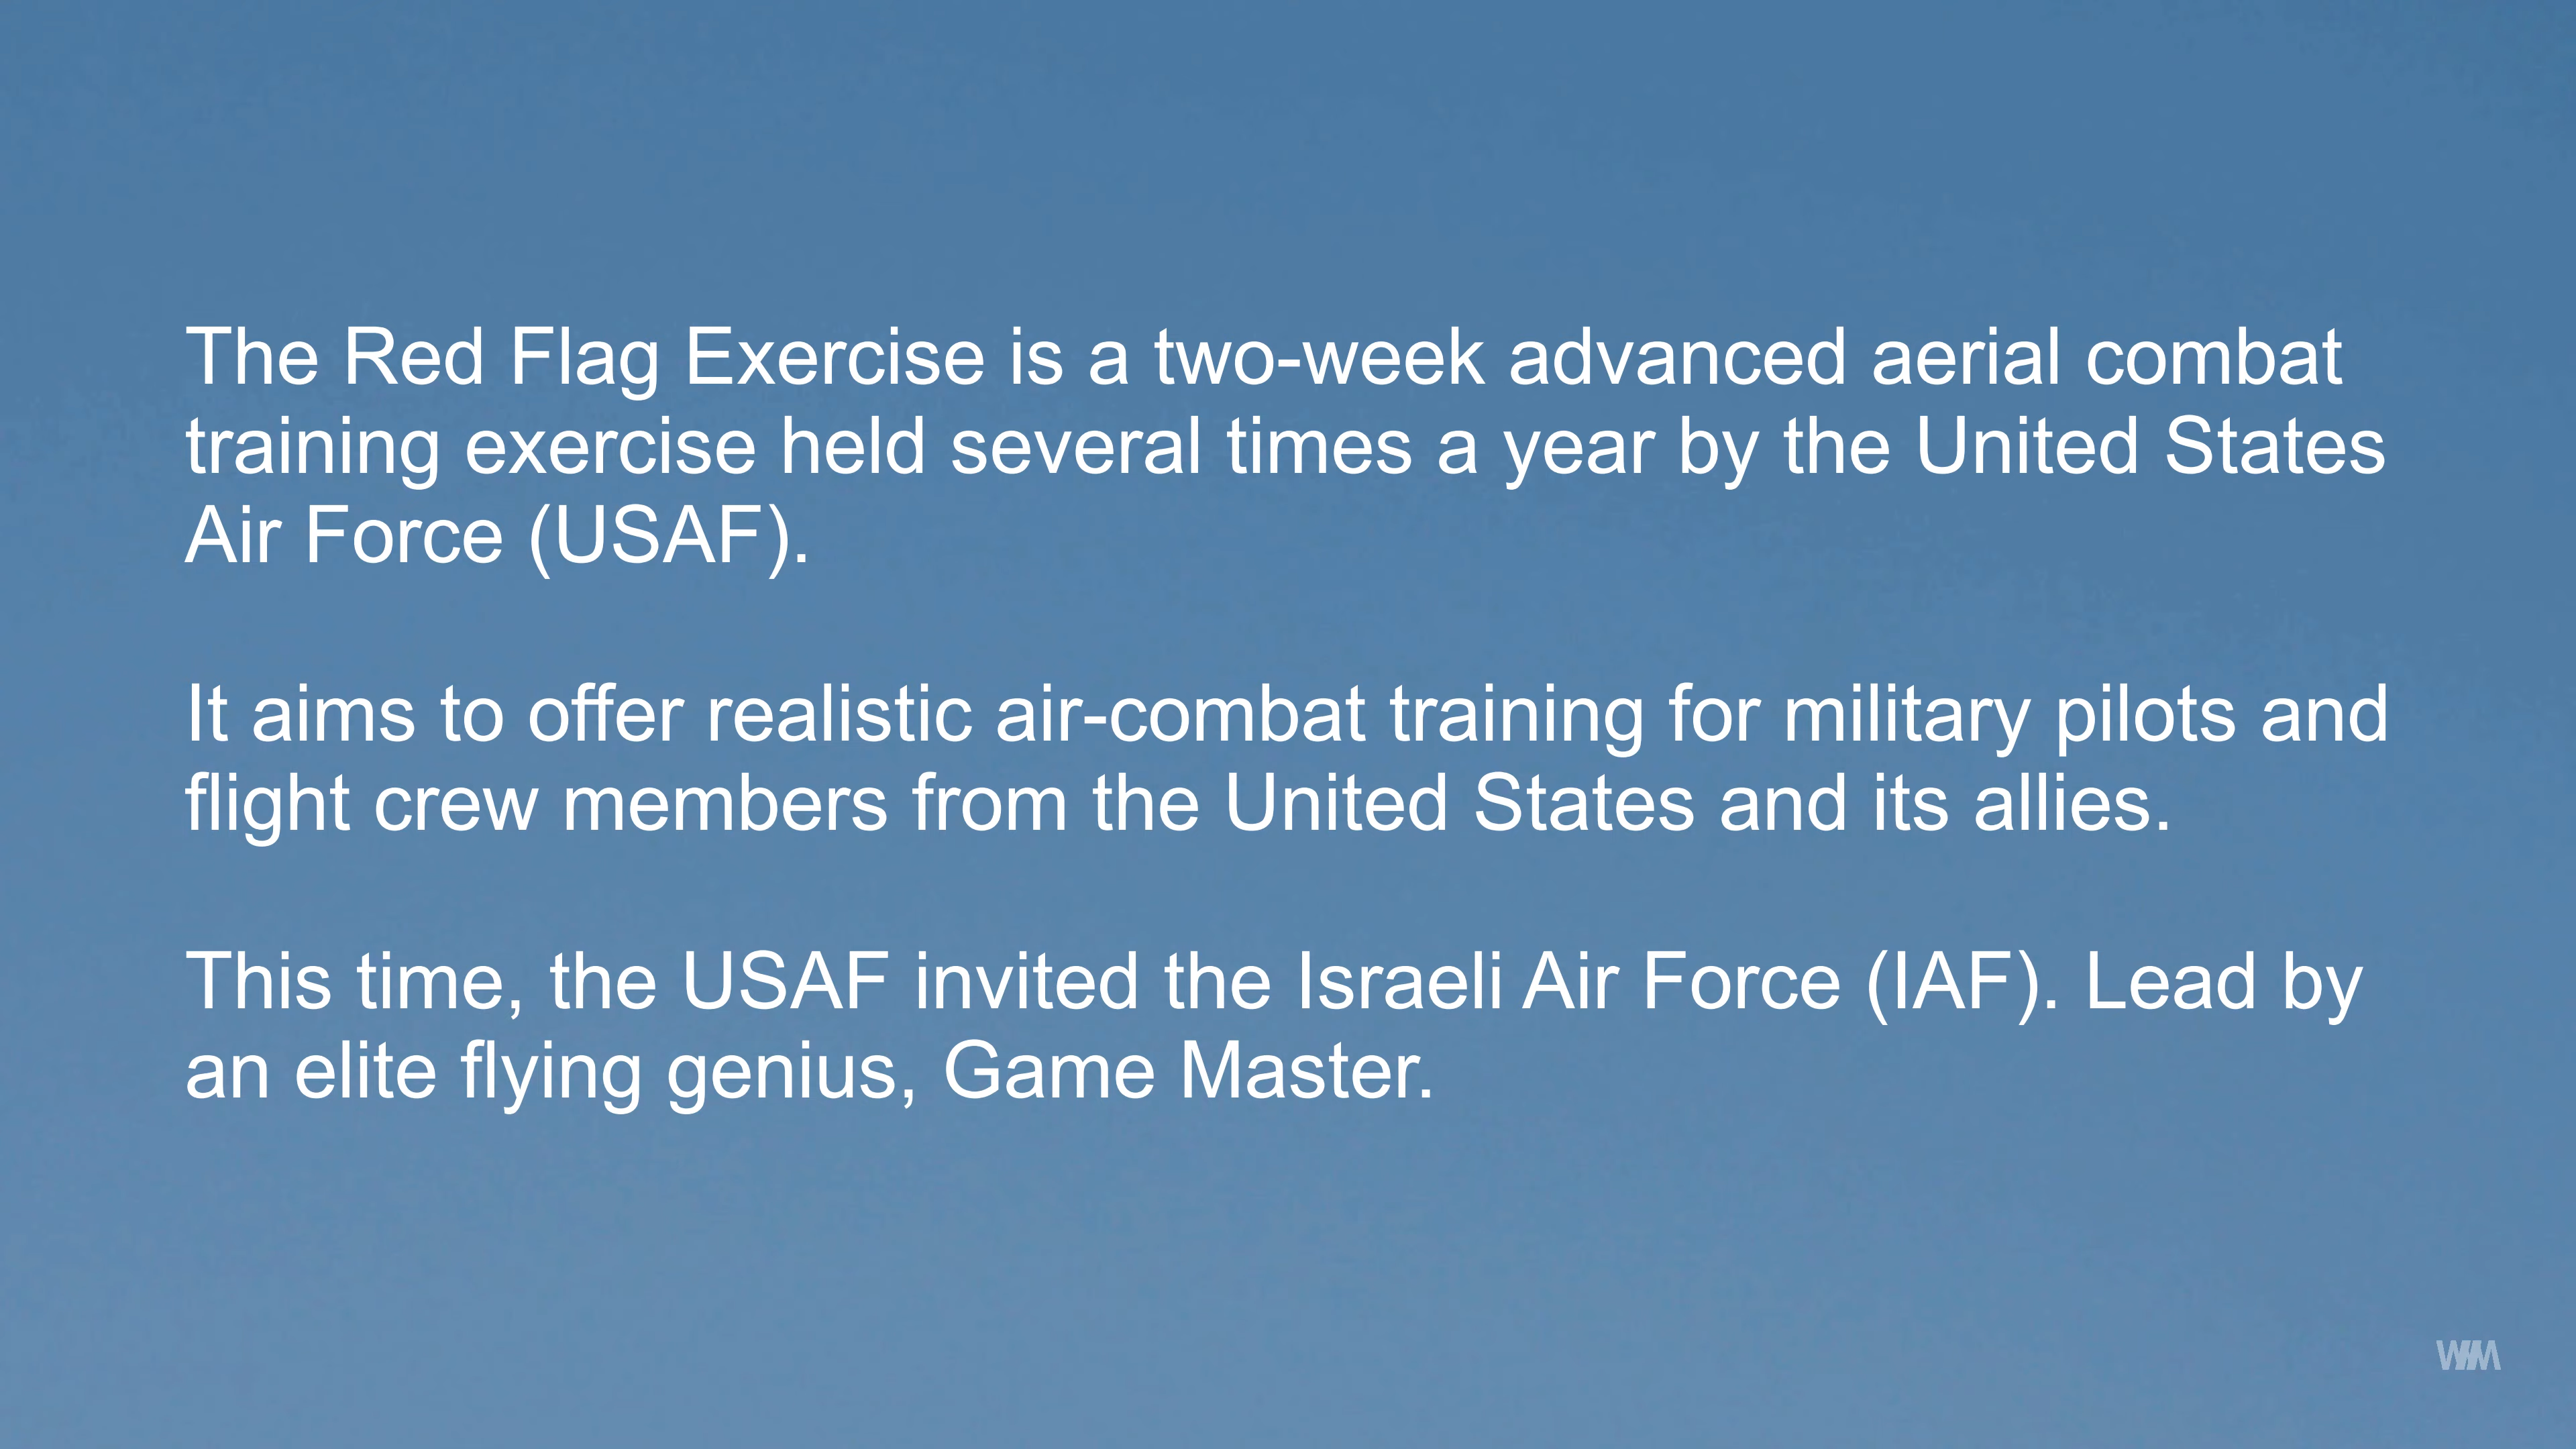 The Red Flag Exercise is a two-week advanced aerial combat
training exercise held several times a year by the United States
Air Force (USAF).
It aims to offer realistic air-combat training for military pilots and
flight crew members from the United States and its allies.
This time, the USAF invited the Israeli Air Force (IAF). Lead by
an elite flying genius, Game Master.
WM